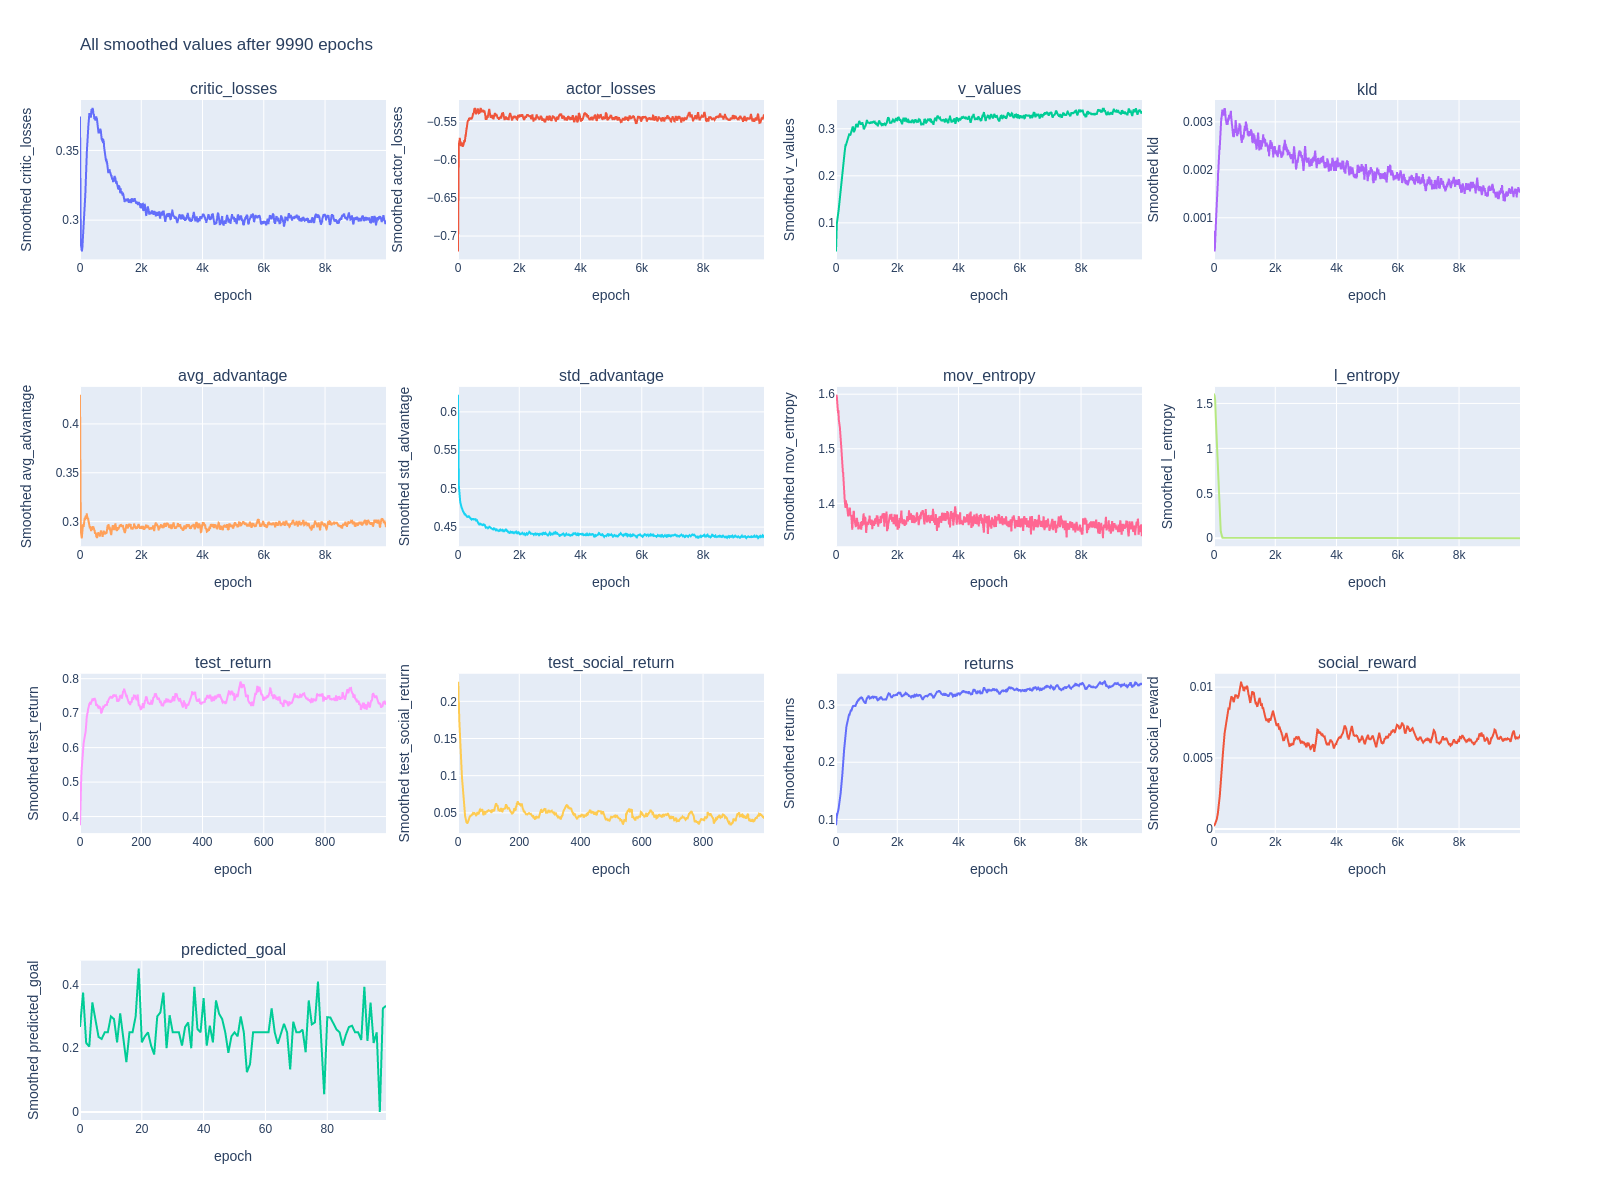 All smoothed values after 9990 epochs
critic_losses
Smoothed critic_losses
0.35
0.3
0 2k 4k 6k 8k
epoch
actor_losses
Smoothed actor_losses
−0.55
−0.6
−0.65
−0.7
0 2k 4k 6k 8k
epoch
v_values
Smoothed v_values
0.3
0.2
0.1
0 2k 4k 6k 8k
epoch
kld
Smoothed kld
0.003
0.002
0.001
0 2k 4k 6k 8k
epoch
avg_advantage
Smoothed avg_advantage
0.4
0.35
0.3
0 2k 4k 6k 8k
epoch
std_advantage
Smoothed std_advantage
0.6
0.55
0.5
0.45
0 2k 4k 6k 8k
epoch
mov_entropy
Smoothed mov_entropy
1.6
1.5
1.4
0 2k 4k 6k 8k
epoch
l_entropy
Smoothed l_entropy
1.5
1
0.5
0
0 2k 4k 6k 8k
epoch
test_return
Smoothed test_return
0.8
0.7
0.6
0.5
0.4
0 200 400 600 800
epoch
test_social_return
Smoothed test_social_return
0.2
0.15
0.1
0.05
0 200 400 600 800
epoch
returns
Smoothed returns
0.3
0.2
0.1
0 2k 4k 6k 8k
epoch
social_reward
Smoothed social_reward
0.01
0.005
0
0 2k 4k 6k 8k
epoch
predicted_goal
Smoothed predicted_goal
0.4
0.2
0
0 20 40 60 80
epoch